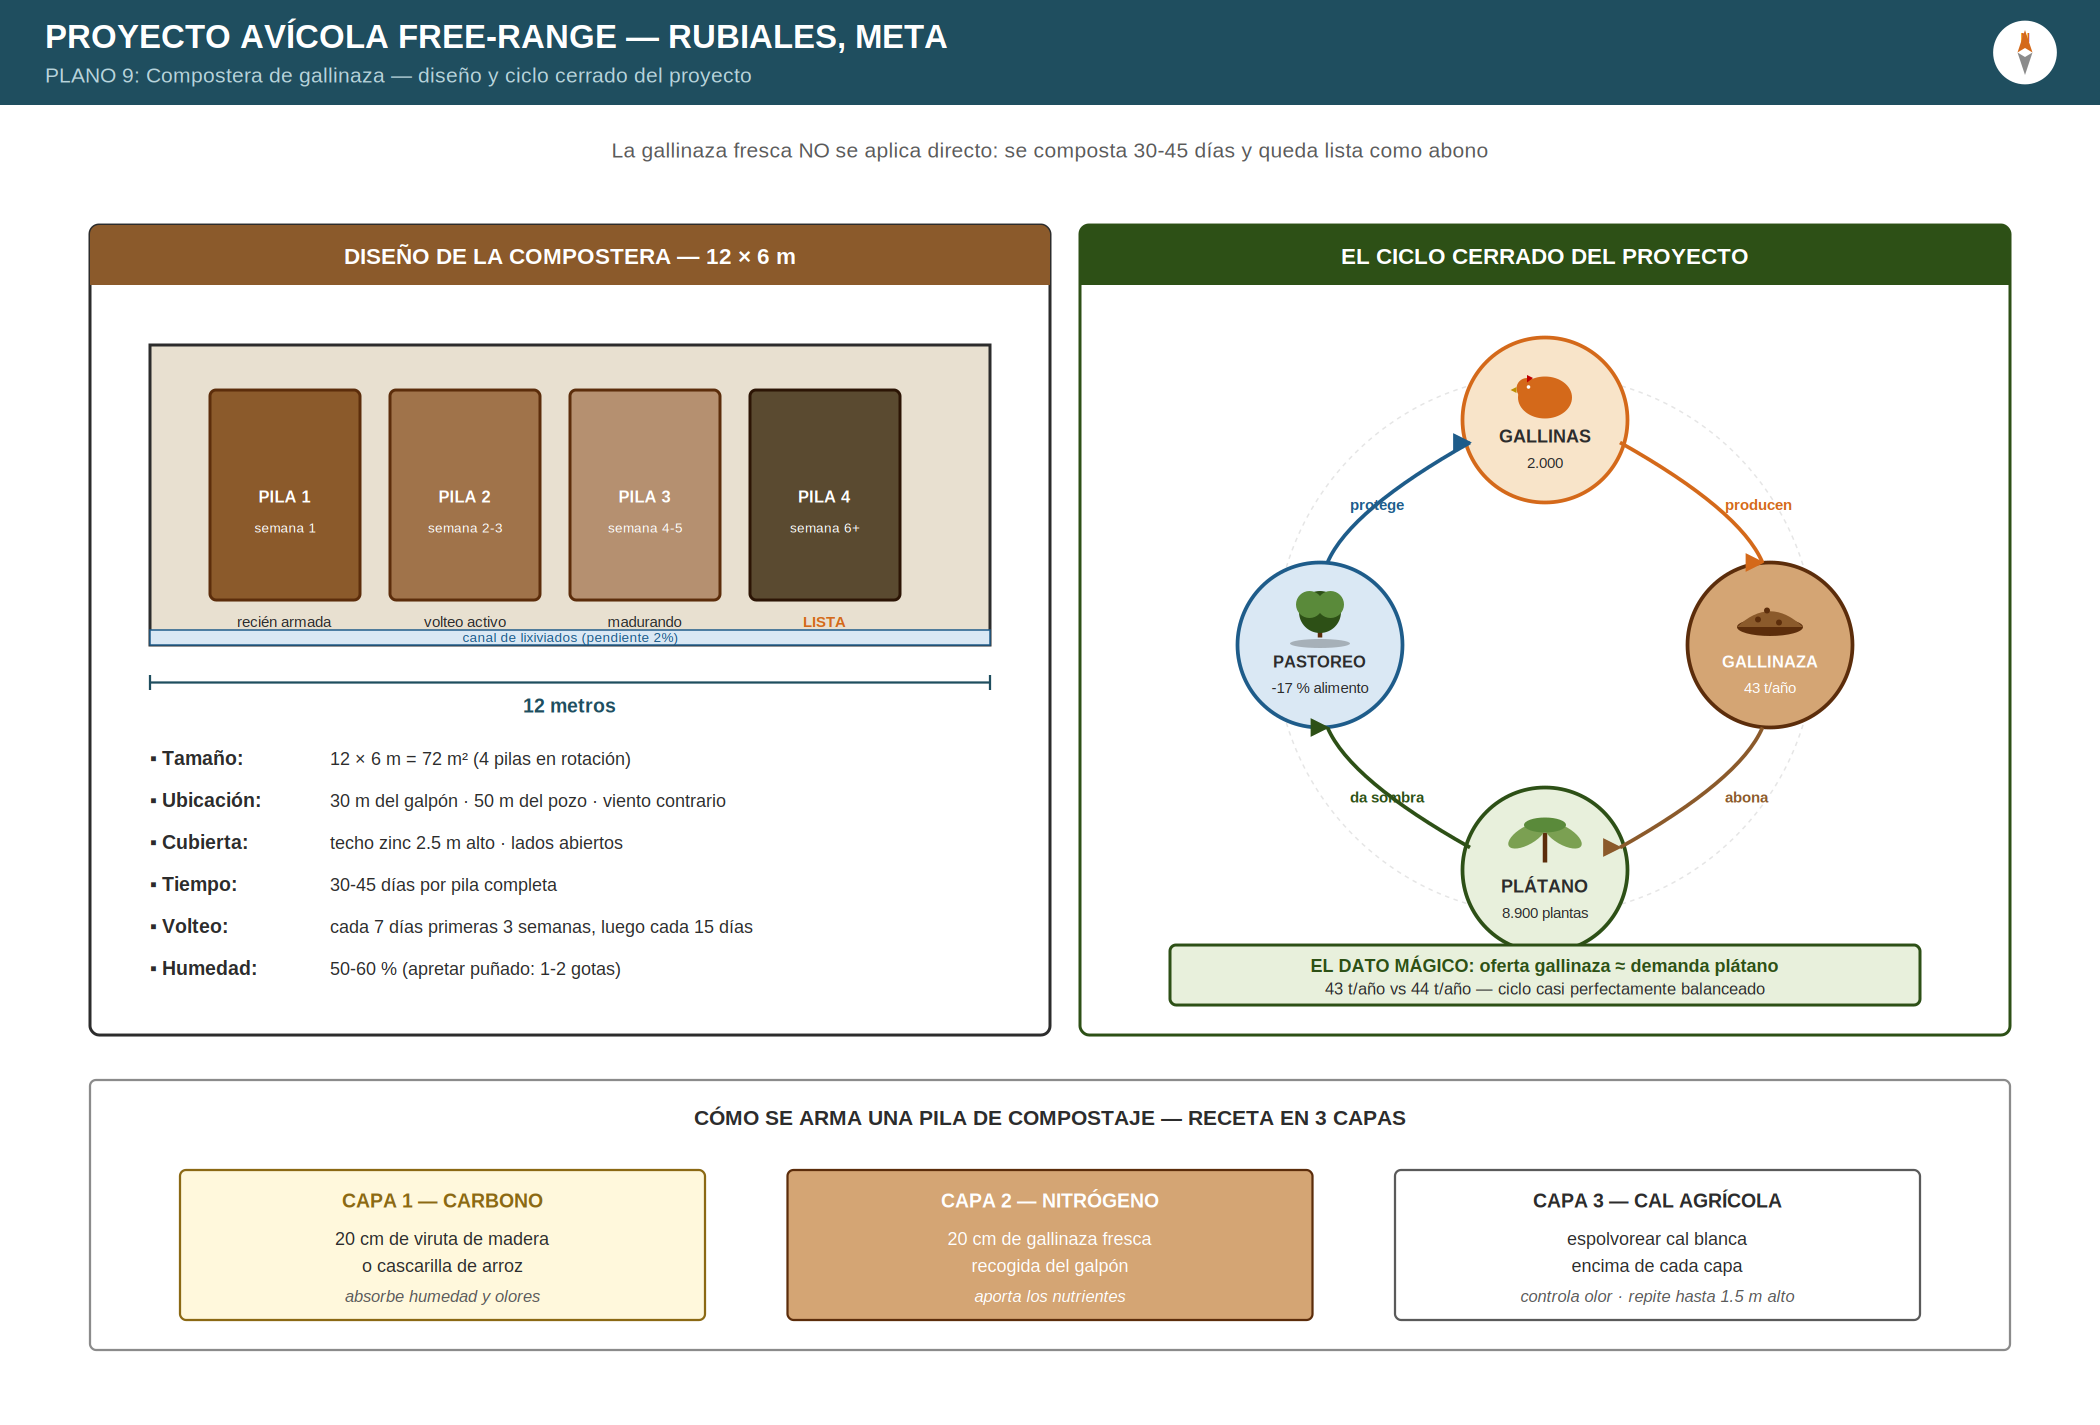 PROYECTO AVÍCOLA FREE-RANGE — RUBIALES, META
PLANO 9: Compostera de gallinaza — diseño y ciclo cerrado del proyecto
La gallinaza fresca NO se aplica directo: se composta 30-45 días y queda lista como abono
DISEÑO DE LA COMPOSTERA — 12 × 6 m
PILA 1
semana 1
recién armada
PILA 2
semana 2-3
volteo activo
PILA 3
semana 4-5
madurando
PILA 4
semana 6+
LISTA
canal de lixiviados (pendiente 2%)
12 metros
▪ Tamaño: 12 × 6 m = 72 m² (4 pilas en rotación)
▪ Ubicación: 30 m del galpón · 50 m del pozo · viento contrario
▪ Cubierta: techo zinc 2.5 m alto · lados abiertos
▪ Tiempo: 30-45 días por pila completa
▪ Volteo: cada 7 días primeras 3 semanas, luego cada 15 días
▪ Humedad: 50-60 % (apretar puñado: 1-2 gotas)
EL CICLO CERRADO DEL PROYECTO
GALLINAS
2.000
producen
GALLINAZA
43 t/año
abona
PLÁTANO
8.900 plantas
da sombra
PASTOREO
-17 % alimento
protege
EL DATO MÁGICO: oferta gallinaza ≈ demanda plátano
43 t/año vs 44 t/año — ciclo casi perfectamente balanceado
CÓMO SE ARMA UNA PILA DE COMPOSTAJE — RECETA EN 3 CAPAS
CAPA 1 — CARBONO
20 cm de viruta de madera
o cascarilla de arroz
absorbe humedad y olores
CAPA 2 — NITRÓGENO
20 cm de gallinaza fresca
recogida del galpón
aporta los nutrientes
CAPA 3 — CAL AGRÍCOLA
espolvorear cal blanca
encima de cada capa
controla olor · repite hasta 1.5 m alto